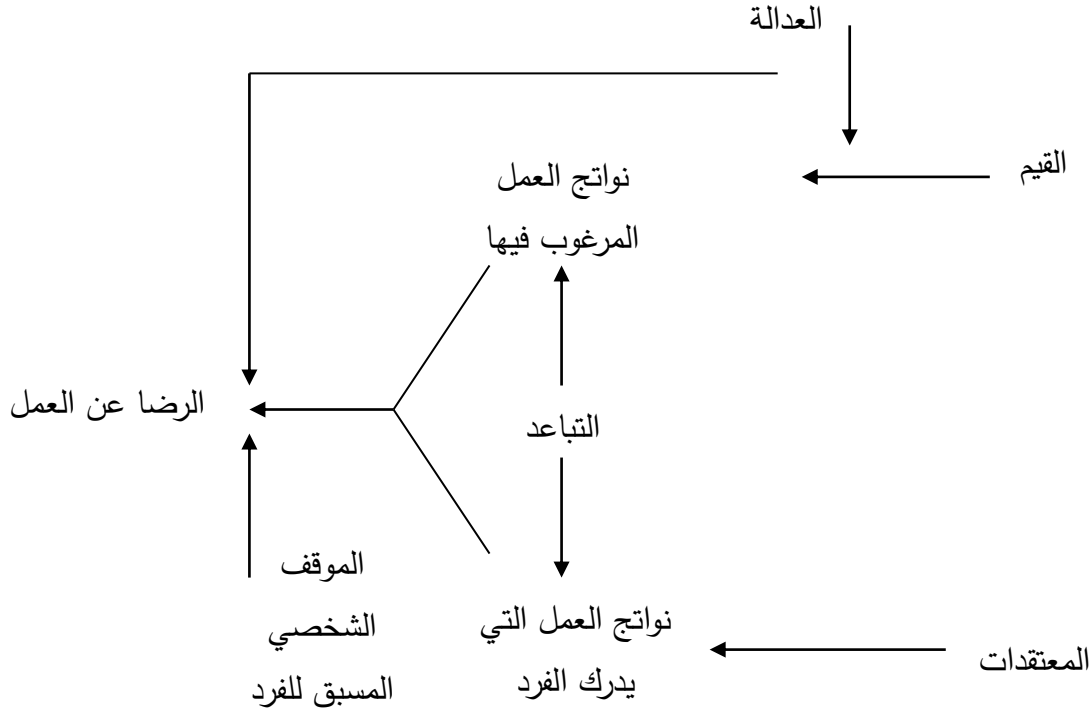 العدالة
القيم
نواتج العمل
المرغوب فيها
الرضا عن العمل
التباعد
الموقف
الشخصي
المسبق للفرد
نواتج العمل التي
يدرك الفرد
المعتقدات